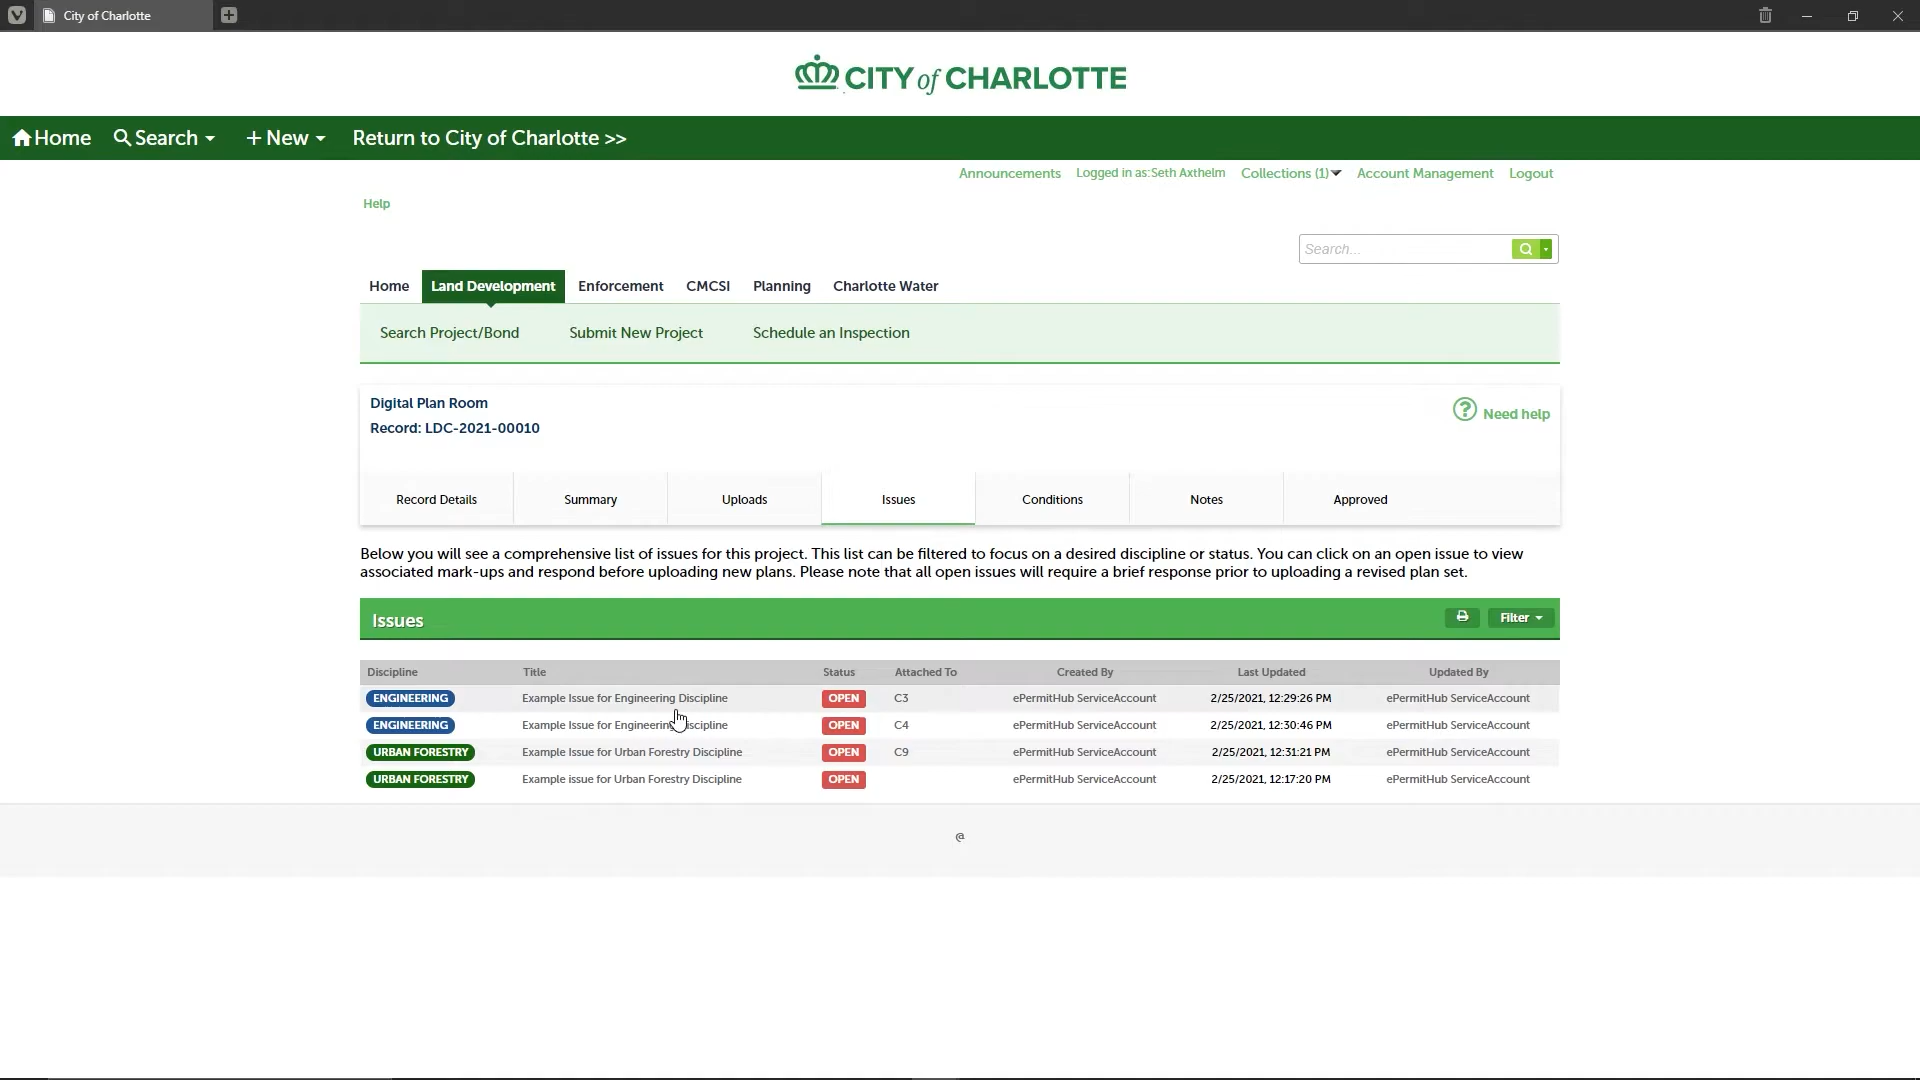 City of Charlotte
CITY of CHARLOTTE
Home Search New Return to City of Charlotte >>
Announcements Logged in as:Seth Axthelm Collections (1) Account Management Logout
Help
Search...
Home Land Development Enforcement CMCSI Planning Charlotte Water
Search Project/Bond Submit New Project Schedule an Inspection
Digital Plan Room
Need help
Record: LDC-2021-00010
Record Details Summary Uploads Issues Conditions Notes Approved
Below you will see a comprehensive list of issues for this project. This list can be filtered to focus on a desired discipline or status. You can click on an open issue to view
associated mark-ups and respond before uploading new plans. Please note that all open issues will require a brief response prior to uploading a revised plan set.
Issues Filter
Discipline Title Status Attached To Created By Last Updated Updated By
ENGINEERING Example Issue for Engineering Discipline OPEN C3 ePermitHub ServiceAccount 2/25/2021, 12:29:26 PM ePermitHub ServiceAccount
ENGINEERING Example Issue for Engineering Discipline OPEN C4 ePermitHub ServiceAccount 2/25/2021, 12:30:46 PM ePermitHub ServiceAccount
URBAN FORESTRY Example Issue for Urban Forestry Discipline OPEN C9 ePermitHub ServiceAccount 2/25/2021, 12:31:21 PM ePermitHub ServiceAccount
URBAN FORESTRY Example issue for Urban Forestry Discipline OPEN ePermitHub ServiceAccount 2/25/2021, 12:17:20 PM ePermitHub ServiceAccount
@